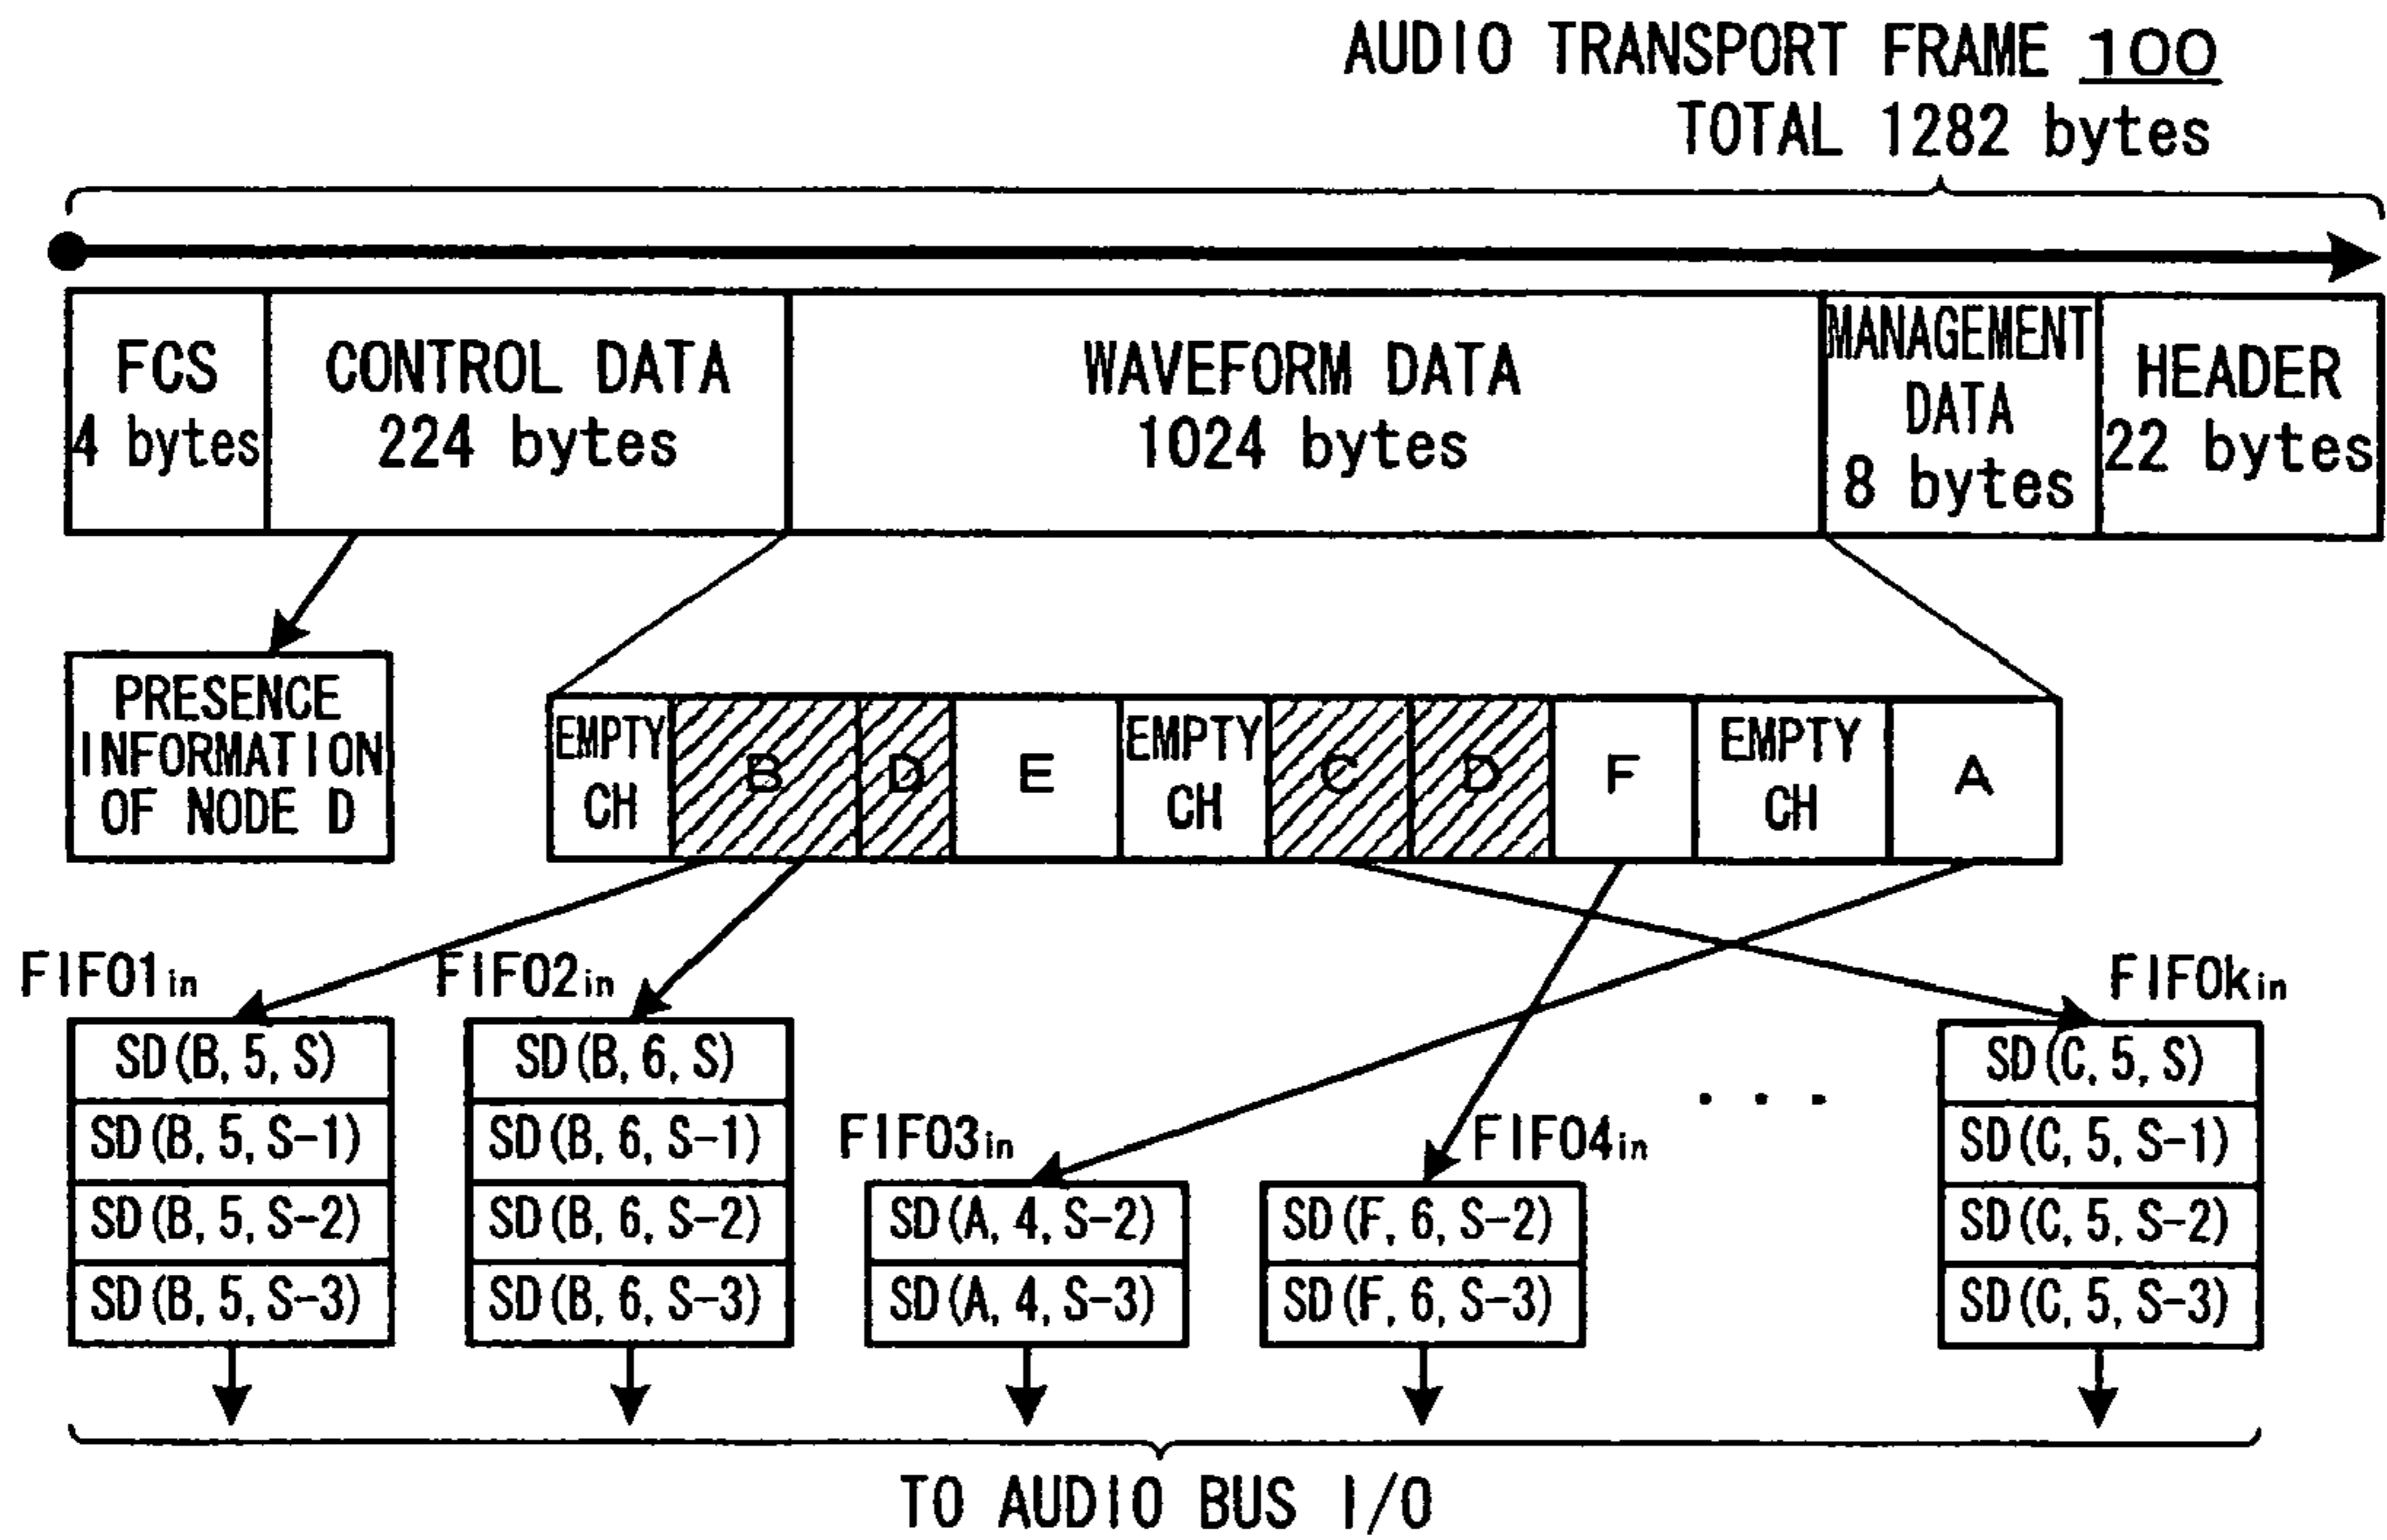 AUDIO TRANSPORT FRAME 100
TOTAL 1282 bytes
FCS
4 bytes
CONTROL DATA
224 bytes
WAVEFORM DATA
1024 bytes
MANAGEMENT
DATA
8 bytes
HEADER
22 bytes
PRESENCE
INFORMATION
OF NODE D
EMPTY
CH
B
D
E
EMPTY
CH
C
D
F
EMPTY
CH
A
FIFO1in
SD(B, 5, S)
SD(B, 5, S-1)
SD(B, 5, S-2)
SD(B, 5, S-3)
FIFO2in
SD(B, 6, S)
SD(B, 6, S-1)
SD(B, 6, S-2)
SD(B, 6, S-3)
FIFO3in
SD(A, 4, S-2)
SD(A, 4, S-3)
FIFO4in
SD(F, 6, S-2)
SD(F, 6, S-3)
. . .
FIFOkin
SD(C, 5, S)
SD(C, 5, S-1)
SD(C, 5, S-2)
SD(C, 5, S-3)
TO AUDIO BUS I/O